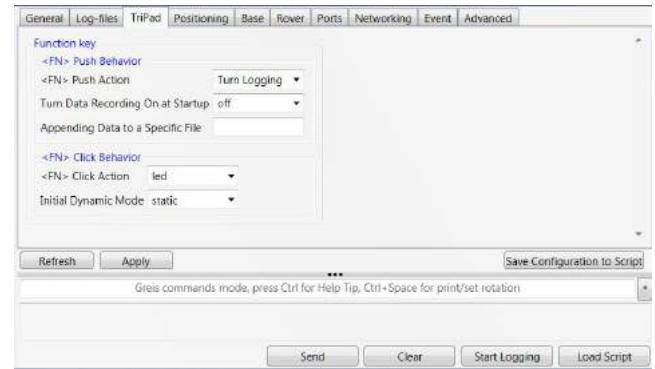 General Log-files TriPad Positioning Base Rover Ports Networking Event Advanced
Function key
<FN> Push Behavior
<FN> Push Action Turn Logging
Turn Data Recording On at Startup off
Appending Data to a Specific File
<FN> Click Behavior
<FN> Click Action led
Initial Dynamic Mode static
Refresh Apply Save Configuration to Script
Greis commands mode, press Ctrl for Help Tip, Ctrl+Space for print/set rotation
Send Clear Start Logging Load Script